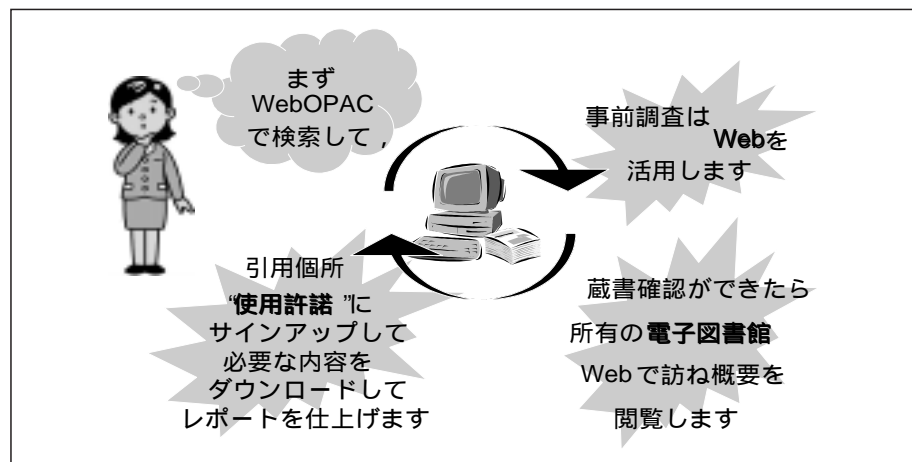 まず
WebOPAC
で検索して,
事前調査は
Webを
活用します
蔵書確認ができたら
所有の電子図書館
Webで訪ね概要を
閲覧します
引用個所
“使用許諾”に
サインアップして
必要な内容を
ダウンロードして
レポートを仕上げます